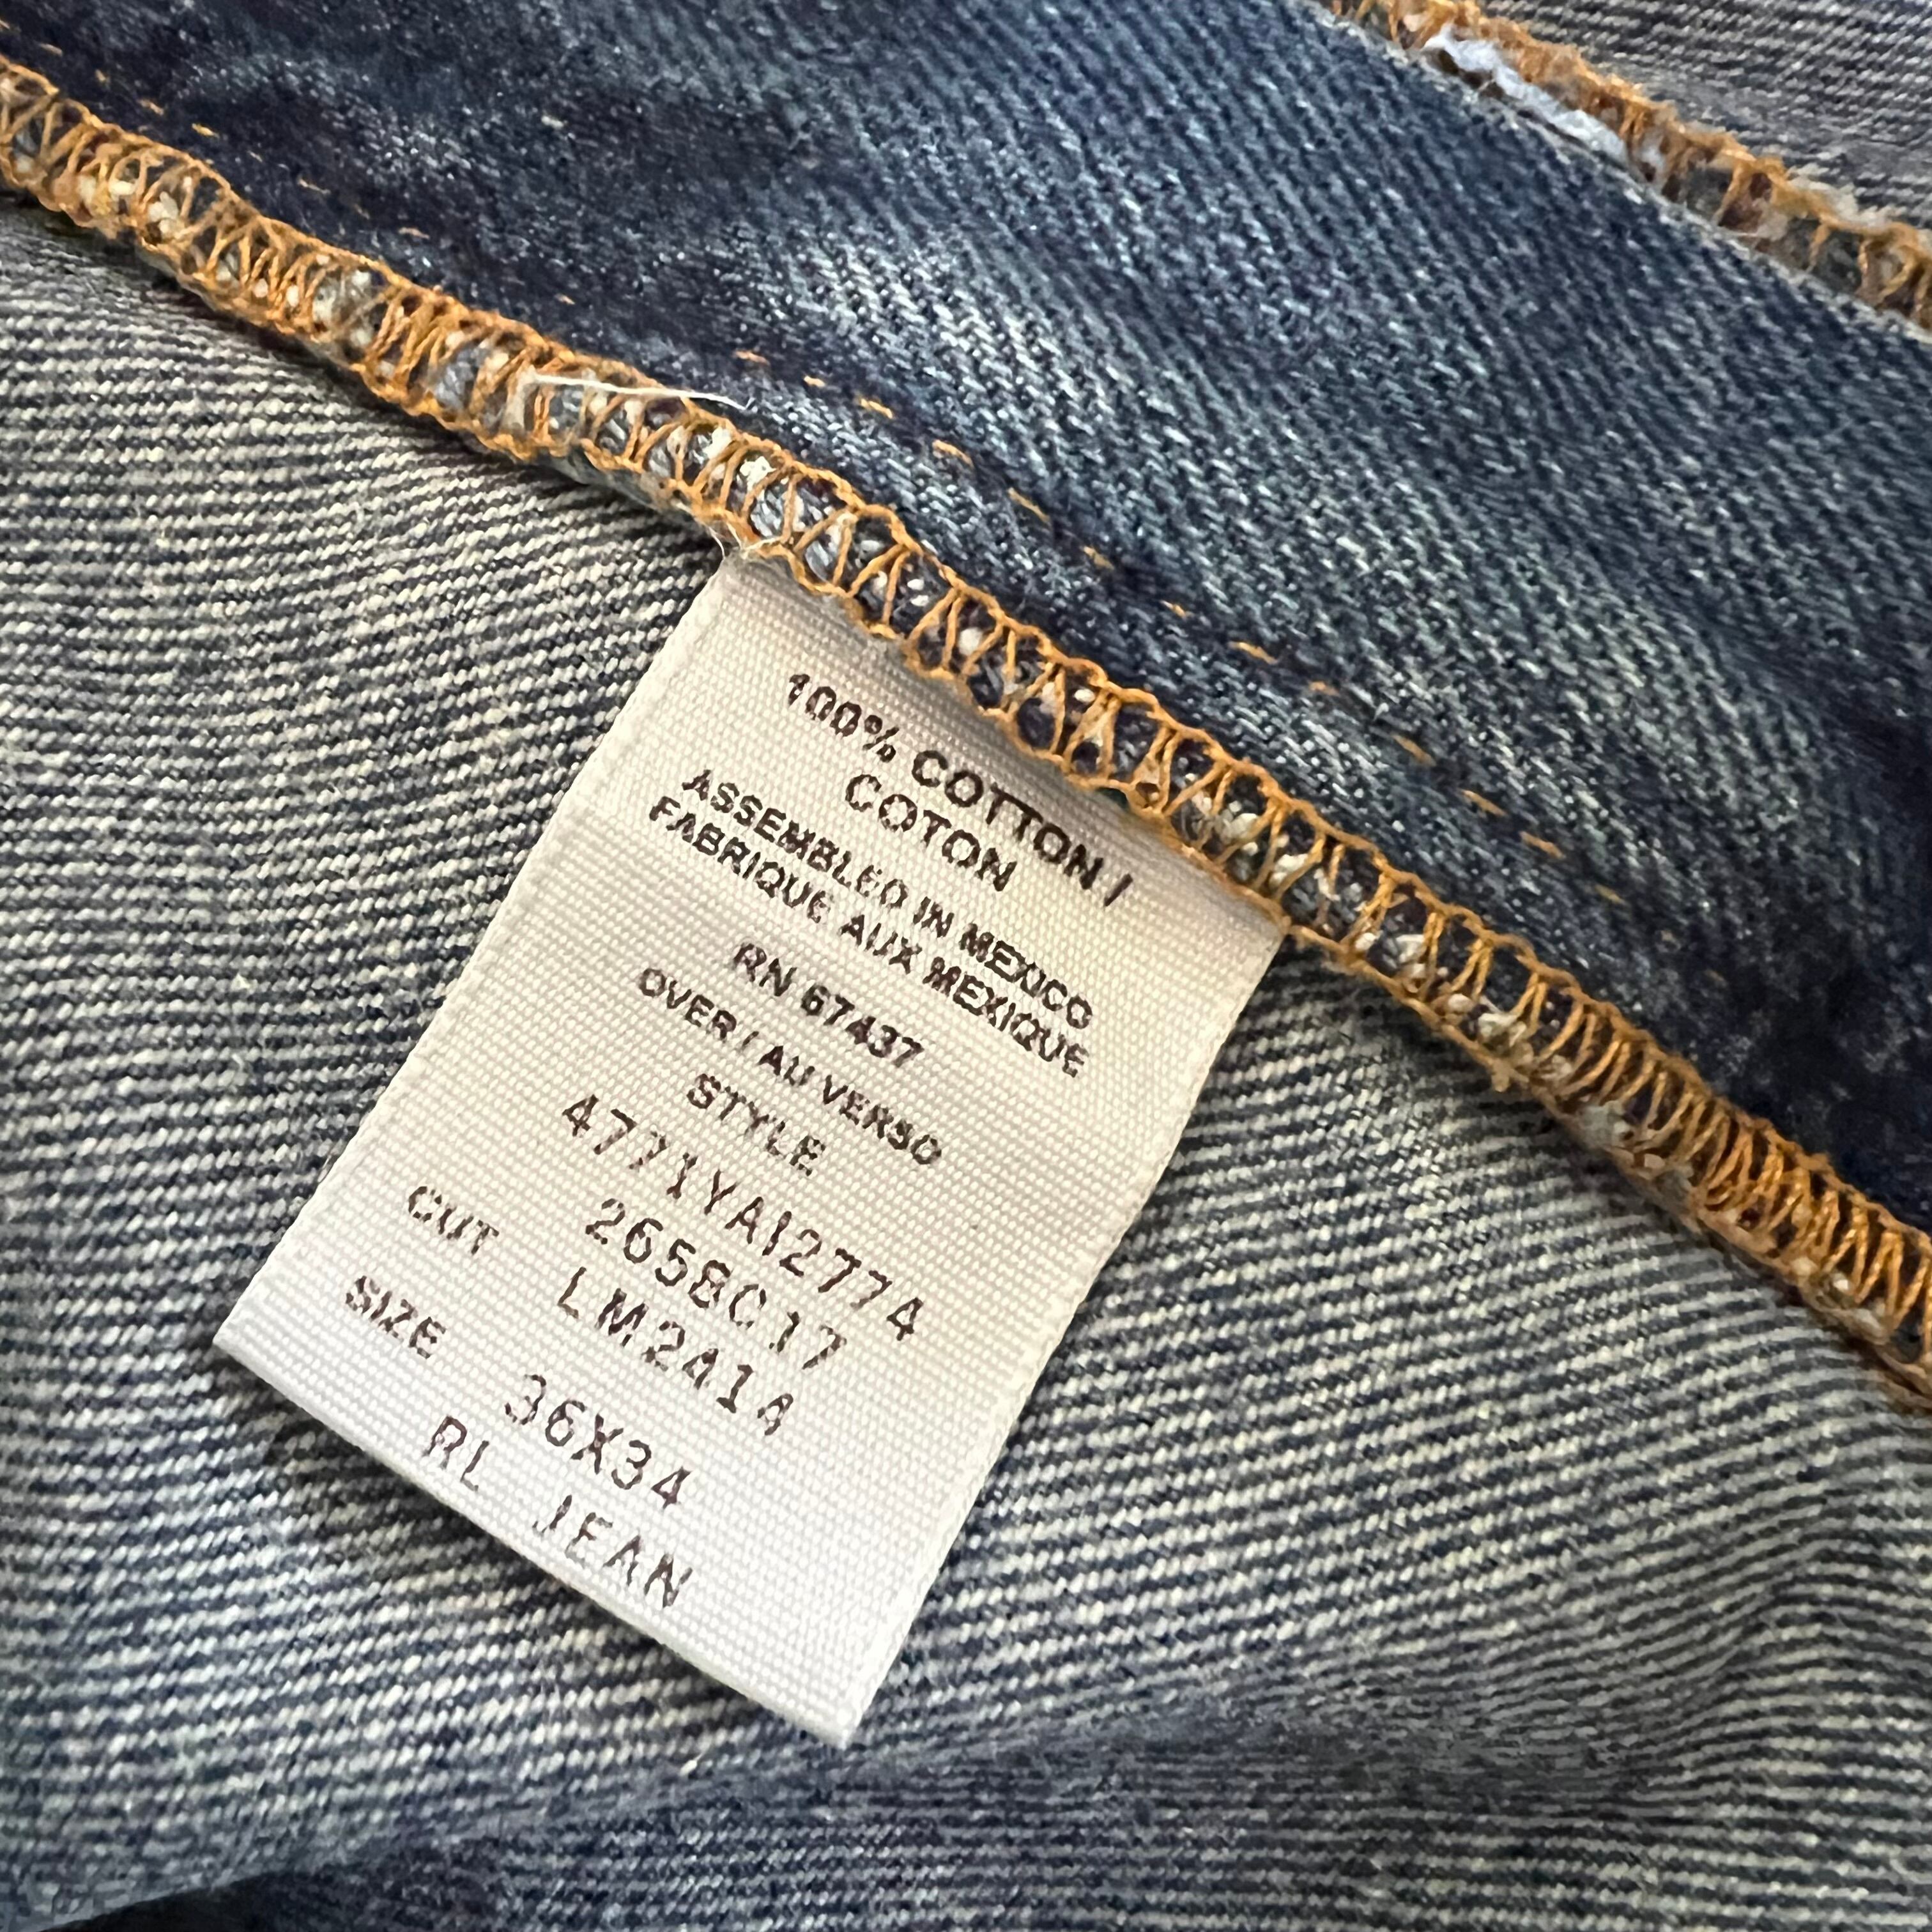 100% COTTON /
COTON
ASSEMBLED IN MEXICO
FABRIQUE AUX MEXIQUE
RN 67437
OVER / AU VERSO
STYLE
4771YAI2774
CUT 2658C17
LM2414
SIZE
36X34
RL JEAN